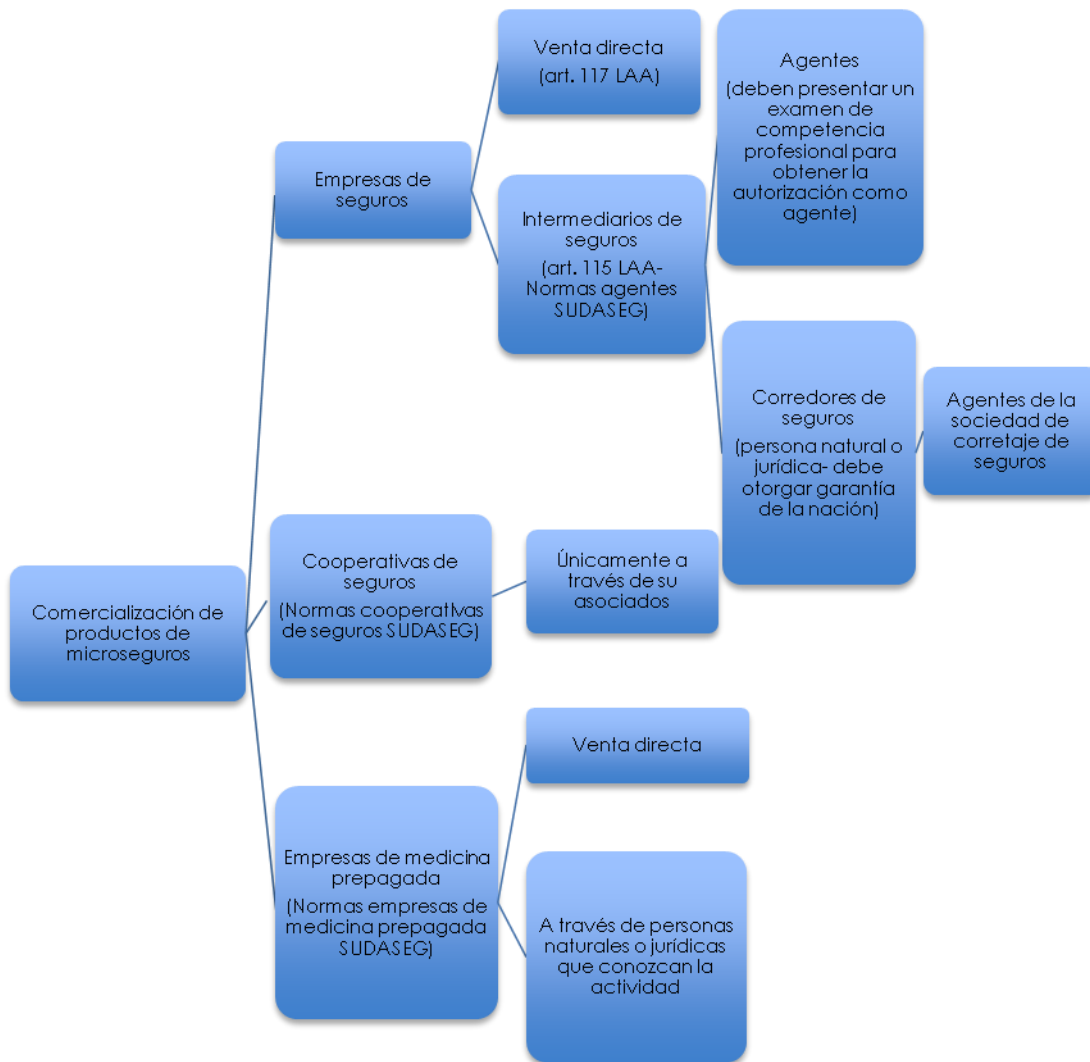 Venta directa
(art. 117 LAA)
Agentes
(deben presentar un
examen de
competencia
profesional para
obtener la
autorización como
agente)
Empresas de
seguros
Intermediarios de
seguros
(art. 115 LAA-
Normas agentes
SUDASEG)
Corredores de
seguros
(persona natural o
jurídica- debe
otorgar garantía
de la nación)
Agentes de la
sociedad de
corretaje de
seguros
Comercialización de
productos de
microseguros
Cooperativas de
seguros
(Normas cooperativas
de seguros SUDASEG)
Únicamente a
través de su
asociados
Empresas de medicina
prepagada
(Normas empresas de
medicina prepagada
SUDASEG)
Venta directa
A través de personas
naturales o jurídicas
que conozcan la
actividad